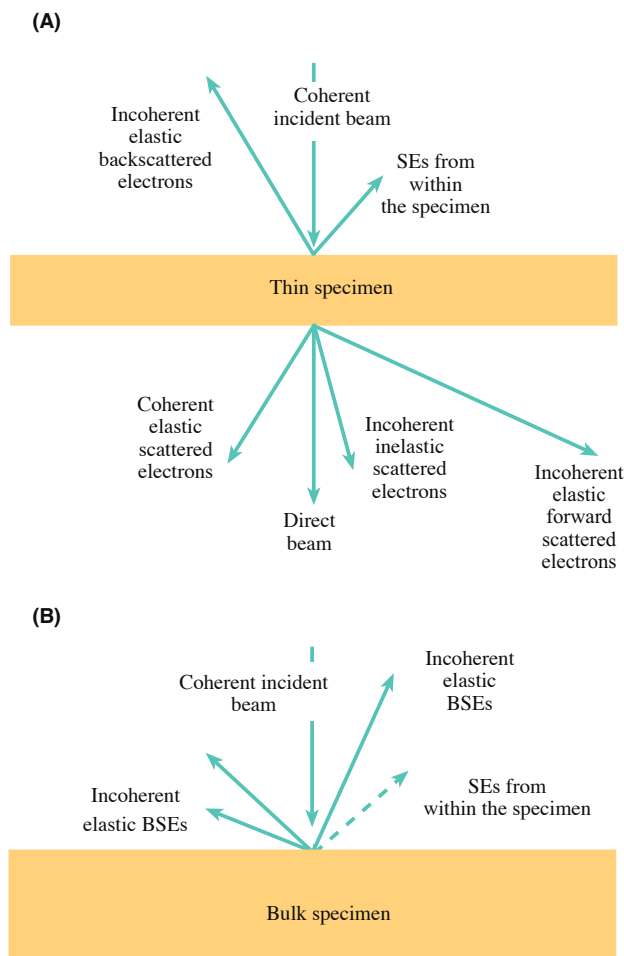 (A)
Coherent
incident beam
Incoherent
elastic
backscattered
electrons
SEs from
within
the specimen
Thin specimen
Coherent
elastic
scattered
electrons
Direct
beam
Incoherent
inelastic
scattered
electrons
Incoherent
elastic
forward
scattered
electrons
(B)
Coherent incident
beam
Incoherent
elastic
BSEs
Incoherent
elastic BSEs
SEs from
within the specimen
Bulk specimen